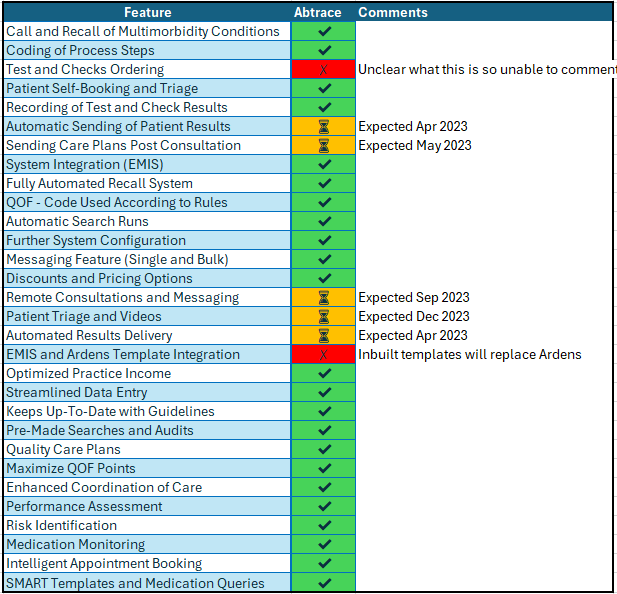 Feature Abtrace Comments
Call and Recall of Multimorbidity Conditions ✔
Coding of Process Steps ✔
Test and Checks Ordering ✗ Unclear what this is so unable to comment
Patient Self-Booking and Triage ✔
Recording of Test and Check Results ✔
Automatic Sending of Patient Results ⌛ Expected Apr 2023
Sending Care Plans Post Consultation ⌛ Expected May 2023
System Integration (EMIS) ✔
Fully Automated Recall System ✔
QOF - Code Used According to Rules ✔
Automatic Search Runs ✔
Further System Configuration ✔
Messaging Feature (Single and Bulk) ✔
Discounts and Pricing Options ✔
Remote Consultations and Messaging ⌛ Expected Sep 2023
Patient Triage and Videos ⌛ Expected Dec 2023
Automated Results Delivery ⌛ Expected Apr 2023
EMIS and Ardens Template Integration ✗ Inbuilt templates will replace Ardens
Optimized Practice Income ✔
Streamlined Data Entry ✔
Keeps Up-To-Date with Guidelines ✔
Pre-Made Searches and Audits ✔
Quality Care Plans ✔
Maximize QOF Points ✔
Enhanced Coordination of Care ✔
Performance Assessment ✔
Risk Identification ✔
Medication Monitoring ✔
Intelligent Appointment Booking ✔
SMART Templates and Medication Queries ✔